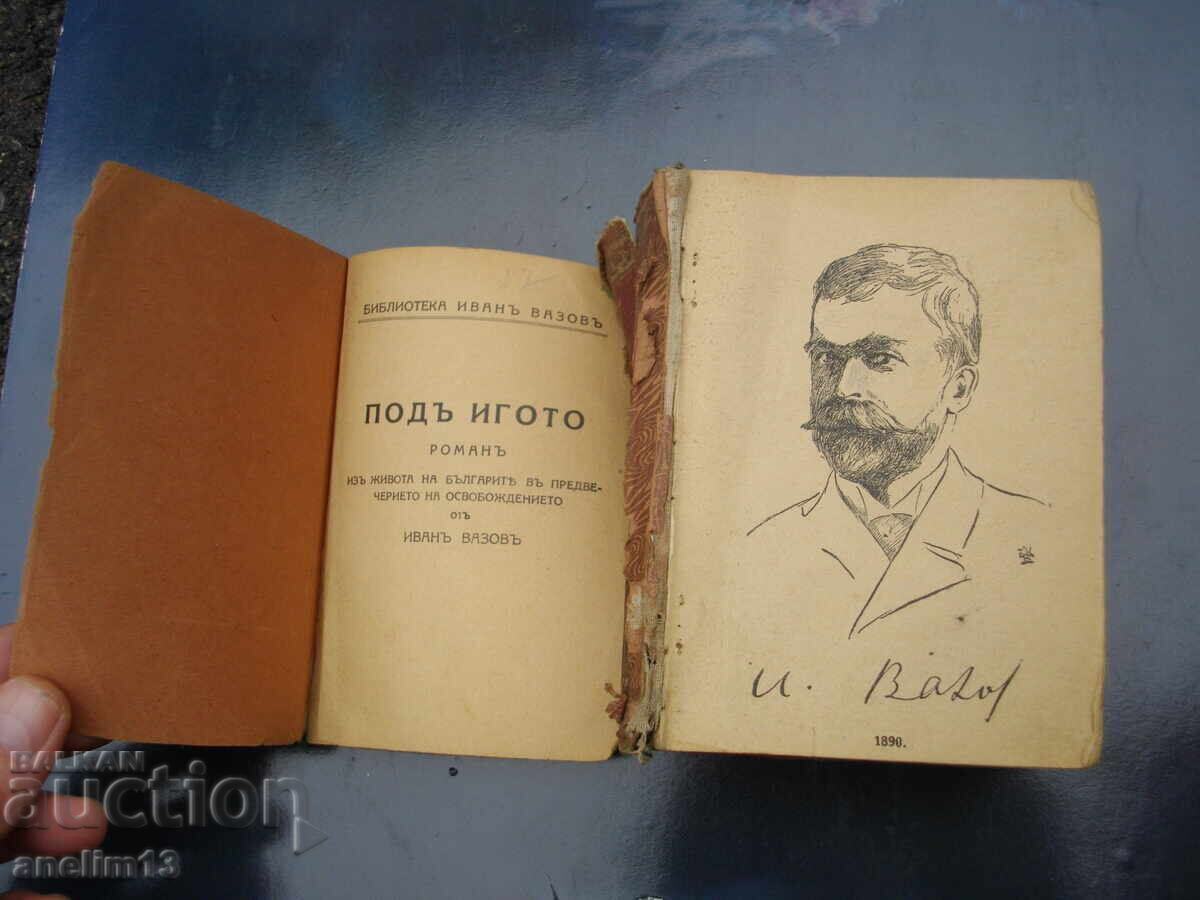 БИБЛИОТЕКА ИВАНЪ ВАЗОВЪ
ПОДЪ ИГОТО
РОМАНЪ
ИЗЪ ЖИВОТА НА БЪЛГАРИТѢ ВЪ ПРЕДВЕ-
ЧЕРИЕТО НА ОСВОБОЖДЕНИЕТО
ОТЪ
ИВАНЪ ВАЗОВЪ
И. Вазов
1890.
BALKAN
auction
anelim13